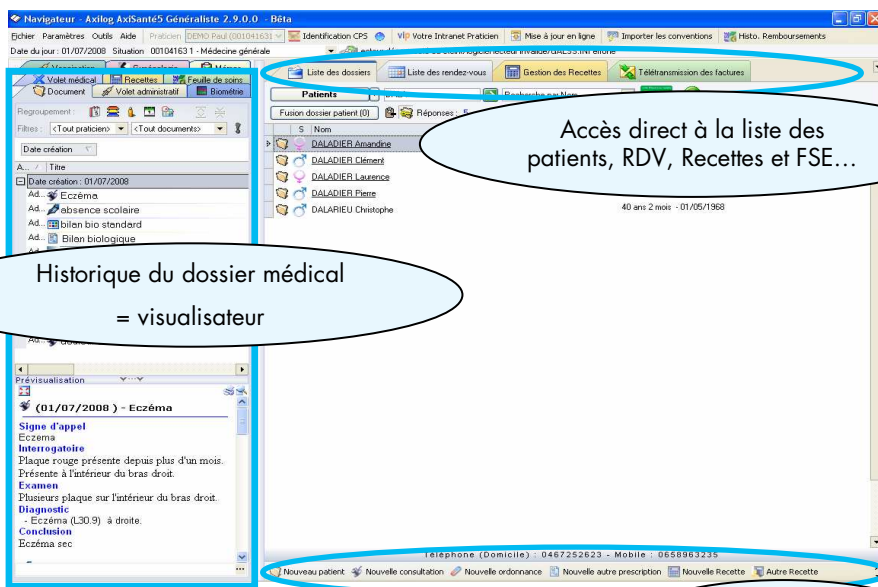 Navigateur - Axilog AxiSanté5 Généraliste 2.9.0.0 - Bêta
Fichier Paramètres Outils Aide Praticien DEMO Paul (00104163 1) Identification CPS Vip Votre Intranet Praticien Mise à jour en ligne Importer les conventions Histo. Remboursements
Date du jour : 01/07/2008 Situation 00104163 1 - Médecine générale
Vaccination
Volet médical Recettes Feuille de soins
Document Volet administratif Biométrie
Liste des dossiers Liste des rendez-vous Gestion des Recettes Télétransmission des factures
Regroupement :
Filtres : <Tout praticien> <Tout documents>
Date création
A... / Titre
Date création : 01/07/2008
Ad... Eczéma
Ad... absence scolaire
Ad... bilan bio standard
Ad... Bilan biologique
Ad...
Patients
Fusion dossier patient (0) Réponses : 5
S Nom
DALADIER Amandine
DALADIER Clément
DALADIER Laurence
DALADIER Pierre
DALARIEU Christophe 40 ans 2 mois - 01/05/1968
Accès direct à la liste des
patients, RDV, Recettes et FSE...
Historique du dossier médical
= visualisateur
Prévisualisation
(01/07/2008 ) - Eczéma
Signe d'appel
Eczema
Interrogatoire
Plaque rouge présente depuis plus d'un mois.
Présente à l'intérieur du bras droit.
Examen
Plusieurs plaque sur l'intérieur du bras droit.
Diagnostic
- Eczéma (L30.9) á droite.
Conclusion
Eczéma sec
Téléphone (Domicile) : 0467252623 - Mobile : 0658963235
Nouveau patient Nouvelle consultation Nouvelle ordonnance Nouvelle autre prescription Nouvelle Recette Autre Recette